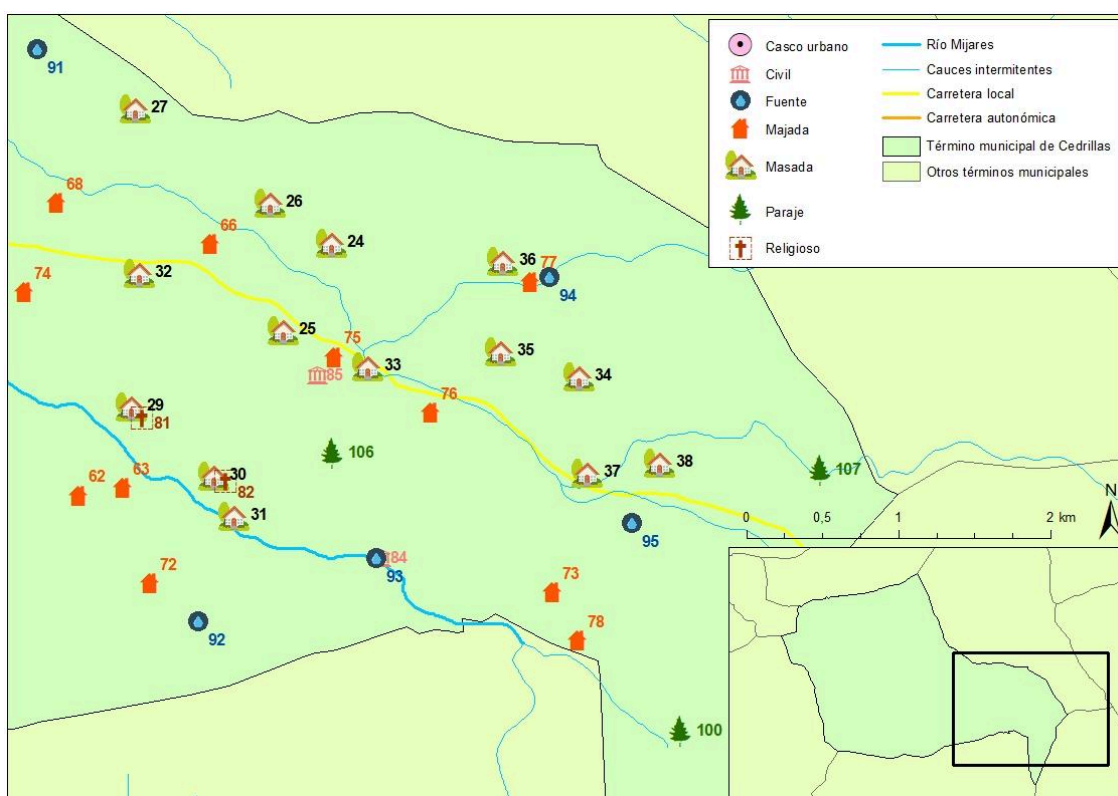 Casco urbano
Civil
Fuente
Majada
Masada
Paraje
Religioso
Río Mijares
Cauces intermitentes
Carretera local
Carretera autonómica
Término municipal de Cedrillas
Otros términos municipales
91
27
68
26
66
24
36
77
74
32
94
25
75
35
33
85
34
76
29
81
106
37
38
107
62
63
30
82
31
95
84
93
72
73
92
78
100
0 0,5 1 2 km
N